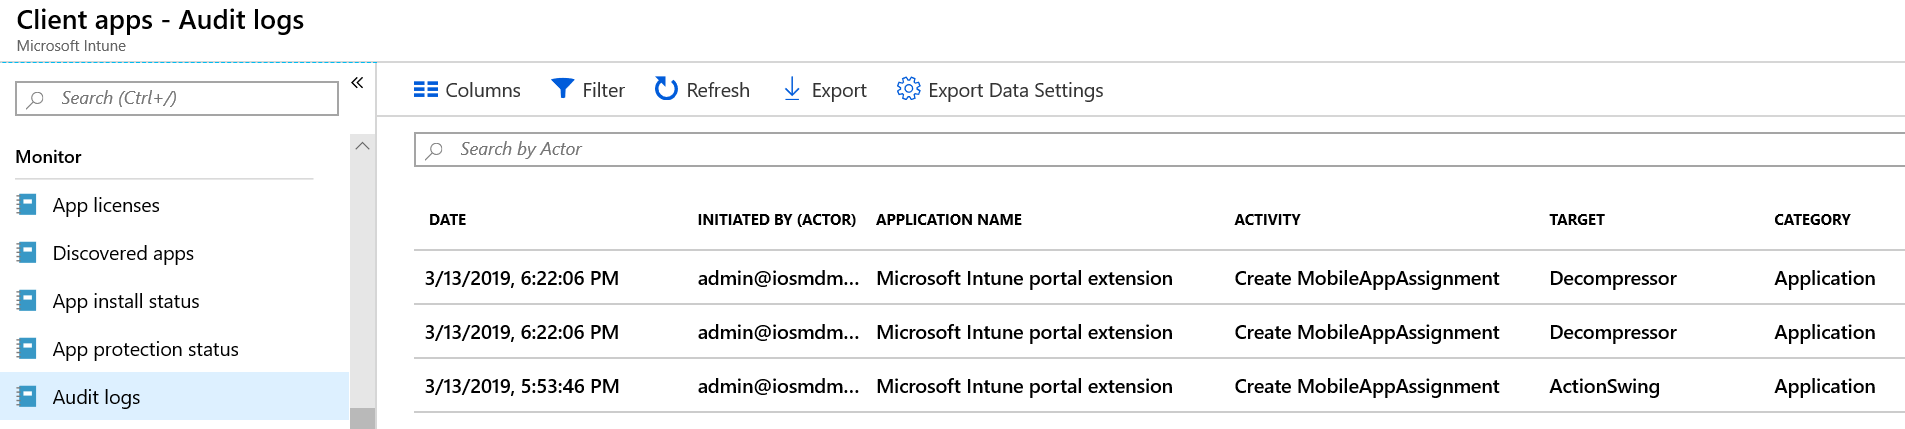 Client apps - Audit logs
Microsoft Intune
Search (Ctrl+/)
«
Monitor
App licenses
Discovered apps
App install status
App protection status
Audit logs
Columns Filter Refresh Export Export Data Settings
Search by Actor
DATE INITIATED BY (ACTOR) APPLICATION NAME ACTIVITY TARGET CATEGORY
3/13/2019, 6:22:06 PM admin@iosmdm... Microsoft Intune portal extension Create MobileAppAssignment Decompressor Application
3/13/2019, 6:22:06 PM admin@iosmdm... Microsoft Intune portal extension Create MobileAppAssignment Decompressor Application
3/13/2019, 5:53:46 PM admin@iosmdm... Microsoft Intune portal extension Create MobileAppAssignment ActionSwing Application